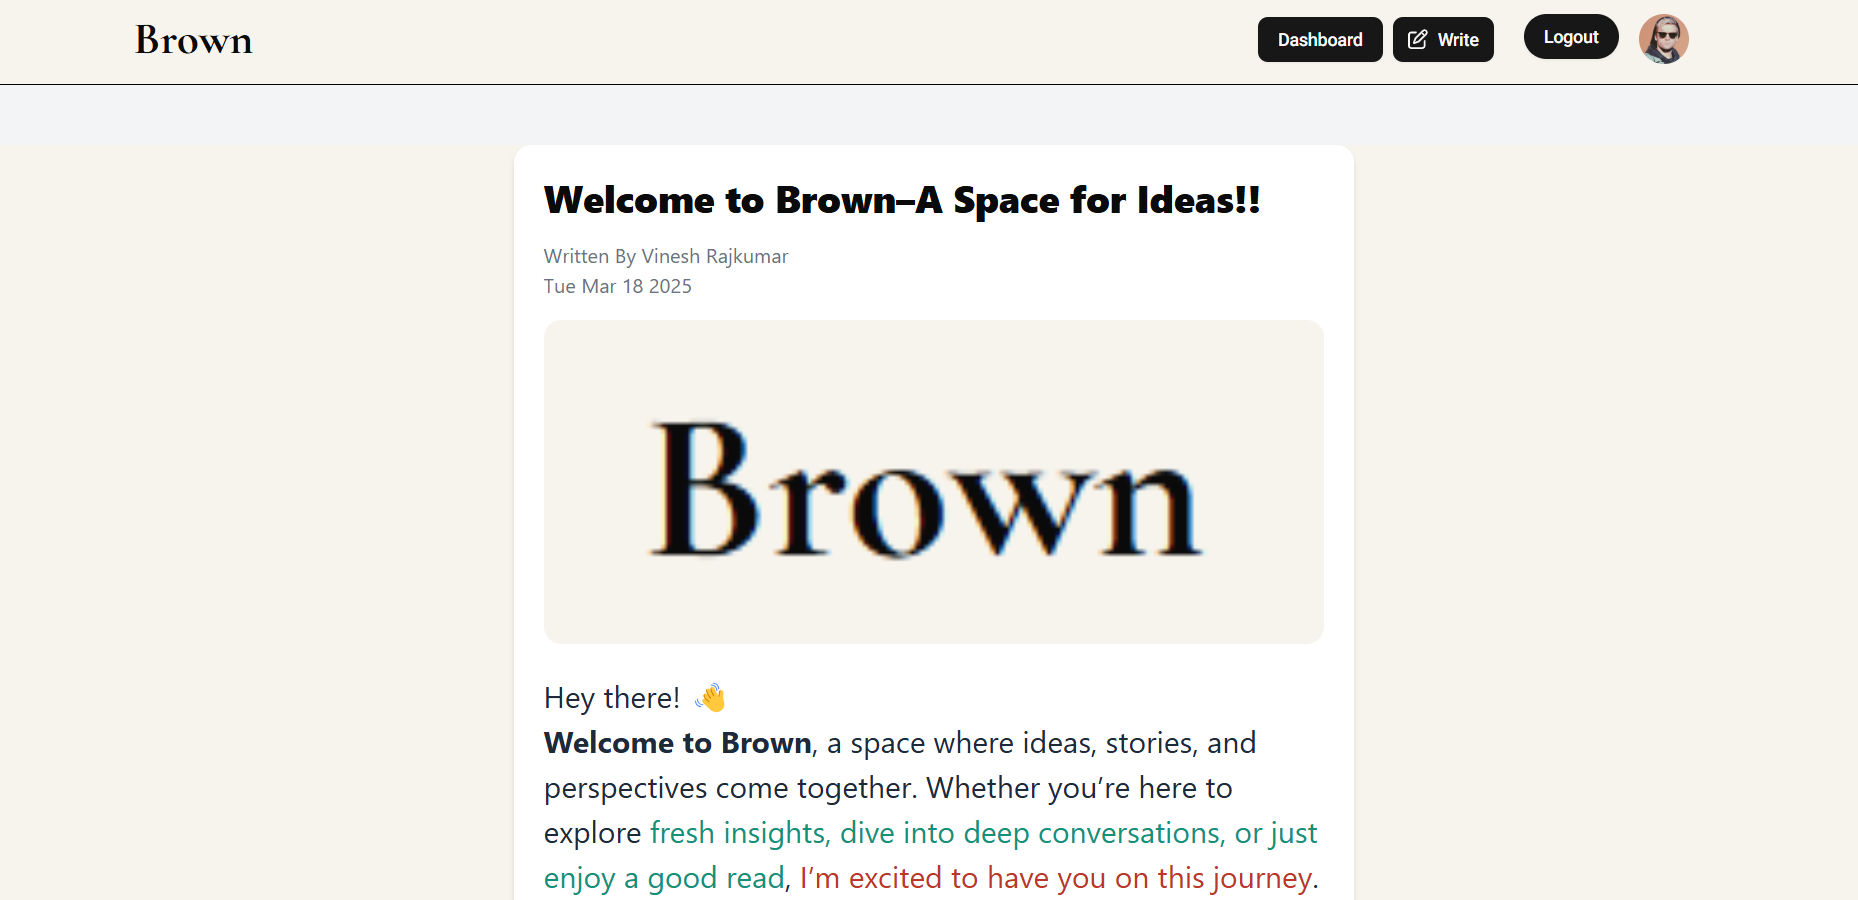 Brown
Dashboard
Write
Logout
Welcome to Brown–A Space for Ideas!!
Written By Vinesh Rajkumar
Tue Mar 18 2025
Brown
Hey there! 👋
Welcome to Brown, a space where ideas, stories, and
perspectives come together. Whether you’re here to
explore fresh insights, dive into deep conversations, or just
enjoy a good read, I’m excited to have you on this journey.